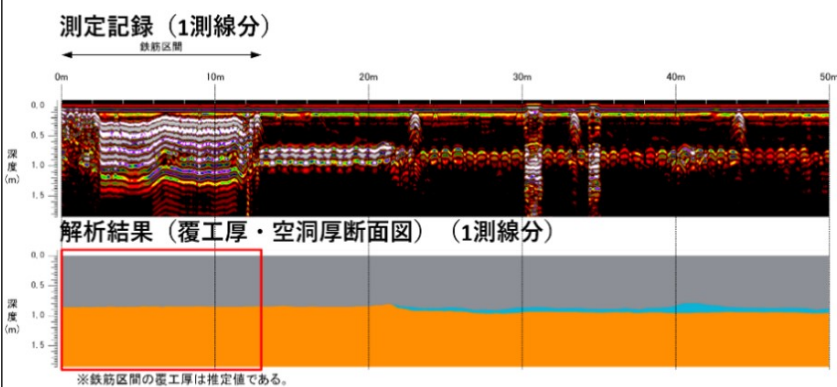 測定記録（1測線分）
鉄筋区間
0m 10m 20m 30m 40m 50m
0.0
0.5
1.0
1.5
深度(m)
解析結果（覆工厚・空洞厚断面図）（1測線分）
0.0
0.5
1.0
1.5
深度(m)
※鉄筋区間の覆工厚は推定値である。